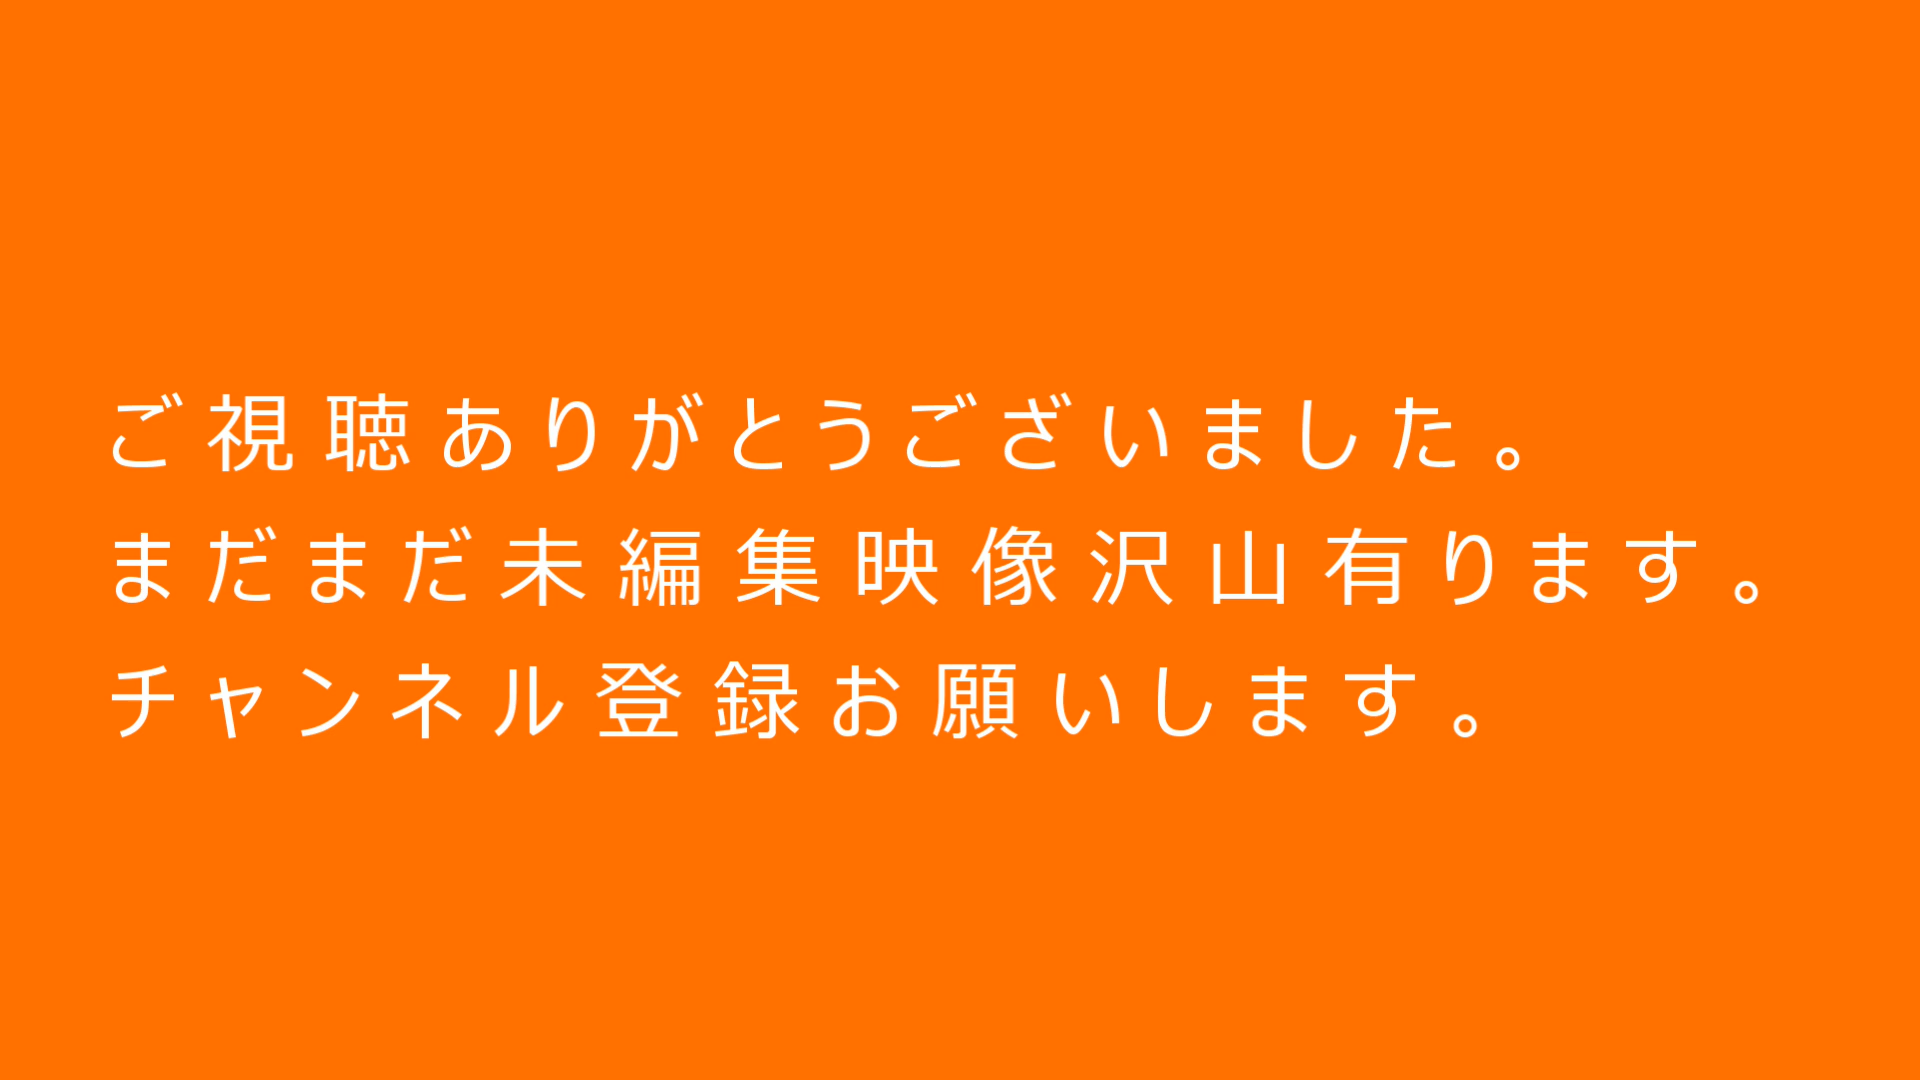 ご視聴ありがとうございました。
まだまだ未編集映像沢山有ります。
チャンネル登録お願いします。